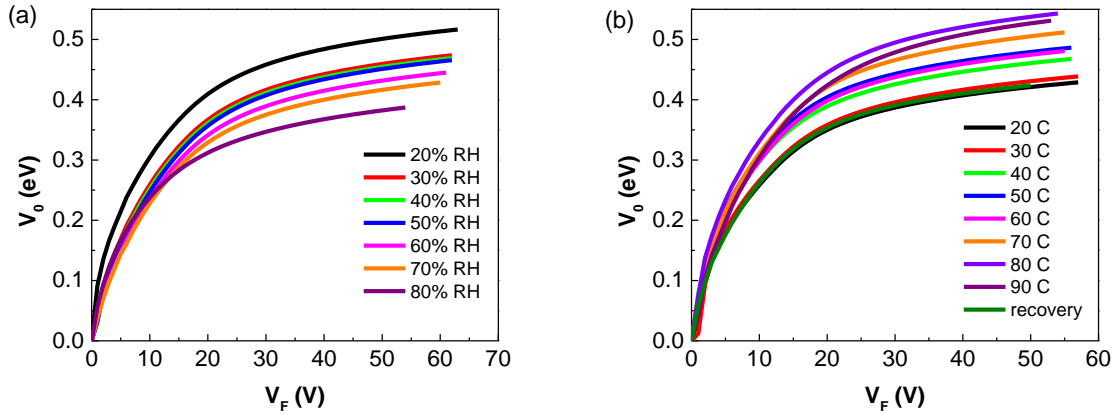 (a)
V0 (eV)
0.5
0.4
0.3
0.2
0.1
0.0
0 10 20 30 40 50 60 70
VF (V)
20% RH
30% RH
40% RH
50% RH
60% RH
70% RH
80% RH
(b)
V0 (eV)
0.5
0.4
0.3
0.2
0.1
0.0
0 10 20 30 40 50 60
VF (V)
20 C
30 C
40 C
50 C
60 C
70 C
80 C
90 C
recovery